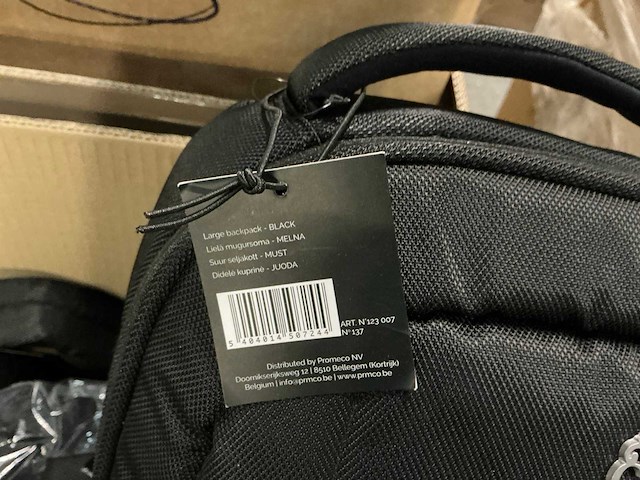 Large backpack - BLACK
Lielā mugursoma - MELNA
Suur seljakott - MUST
Didelė kuprinė - JUODA
5 404014 507244
ART. N°123 007
N° 137
Distributed by Promeco NV
Doornikserijksweg 12 | 8510 Bellegem (Kortrijk)
Belgium | info@prmco.be | www.prmco.be